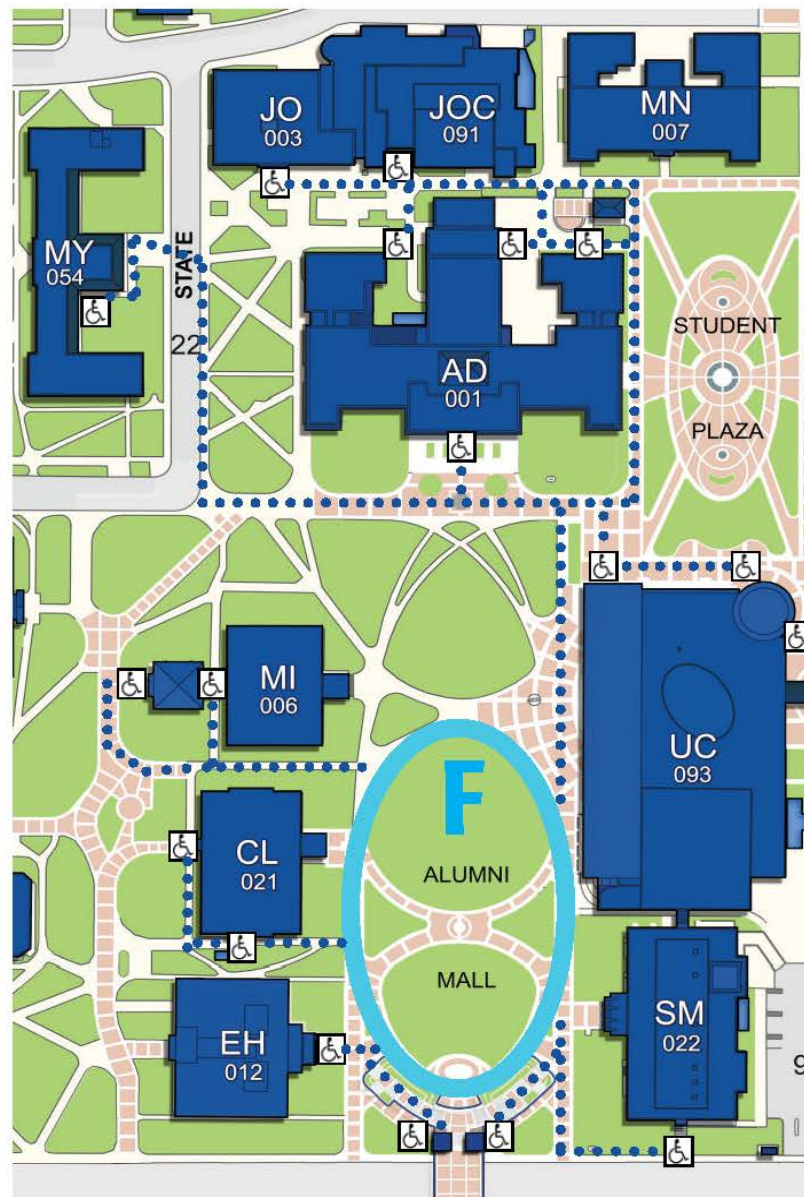 JO
003
JOC
091
MN
007
MY
054
STATE
22
AD
001
STUDENT
PLAZA
MI
006
UC
093
F
CL
021
ALUMNI
MALL
EH
012
SM
022
9